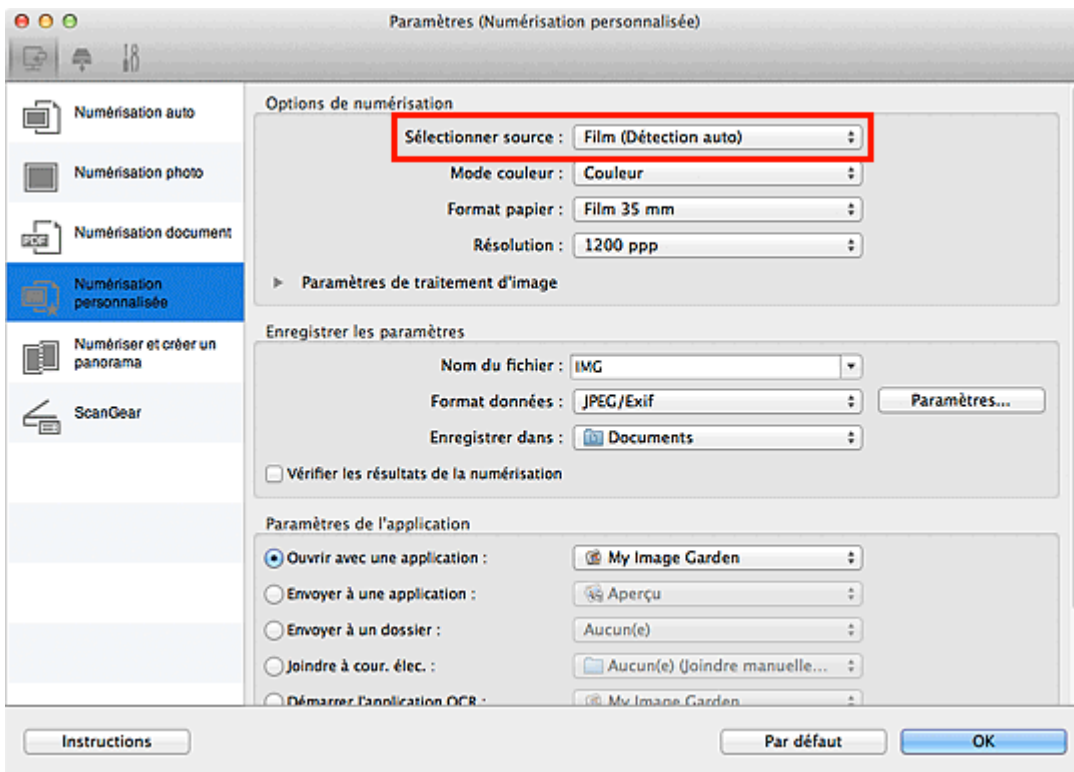 Paramètres (Numérisation personnalisée)
Numérisation auto
Numérisation photo
PDF
Numérisation document
Numérisation
personnalisée
Numériser et créer un
panorama
ScanGear
Options de numérisation
Sélectionner source : Film (Détection auto)
Mode couleur : Couleur
Format papier : Film 35 mm
Résolution : 1200 ppp
Paramètres de traitement d'image
Enregistrer les paramètres
Nom du fichier : IMG
Format données : JPEG/Exif Paramètres...
Enregistrer dans : Documents
Vérifier les résultats de la numérisation
Paramètres de l'application
Ouvrir avec une application : My Image Garden
Envoyer à une application : Aperçu
Envoyer à un dossier : Aucun(e)
Joindre à cour. élec. : Aucun(e) (Joindre manuelle...
Démarrer l'application OCR : My Image Garden
Instructions Par défaut OK